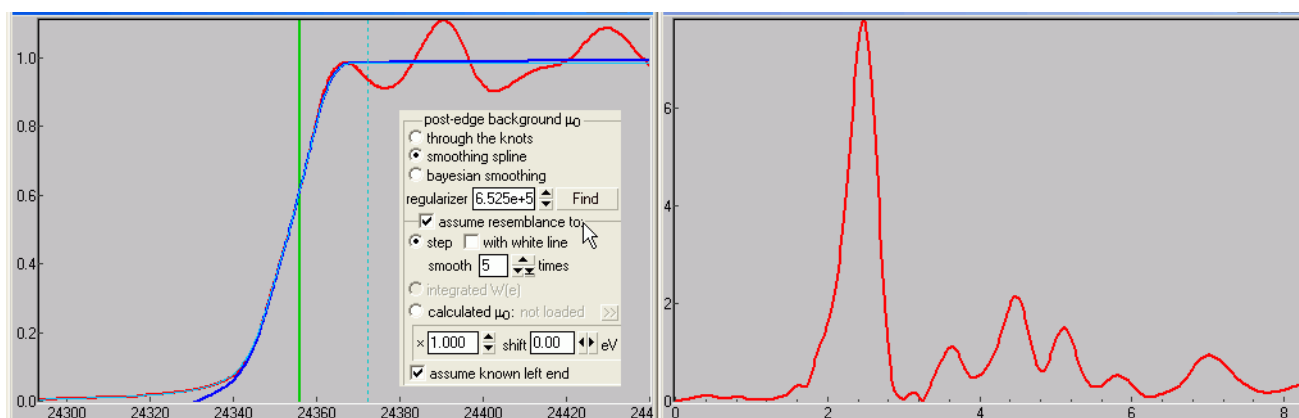 1.0
0.8
0.6
0.4
0.2
0.0
24300 24320 24340 24360 24380 24400 24420 244
post-edge background μ0
through the knots
smoothing spline
bayesian smoothing
regularizer 6.525e+5 Find
assume resemblance to:
step with white line
smooth 5 times
integrated W(e)
calculated μ0: not loaded >>
× 1.000 shift 0.00 eV
assume known left end
6
4
2
0
0 2 4 6 8